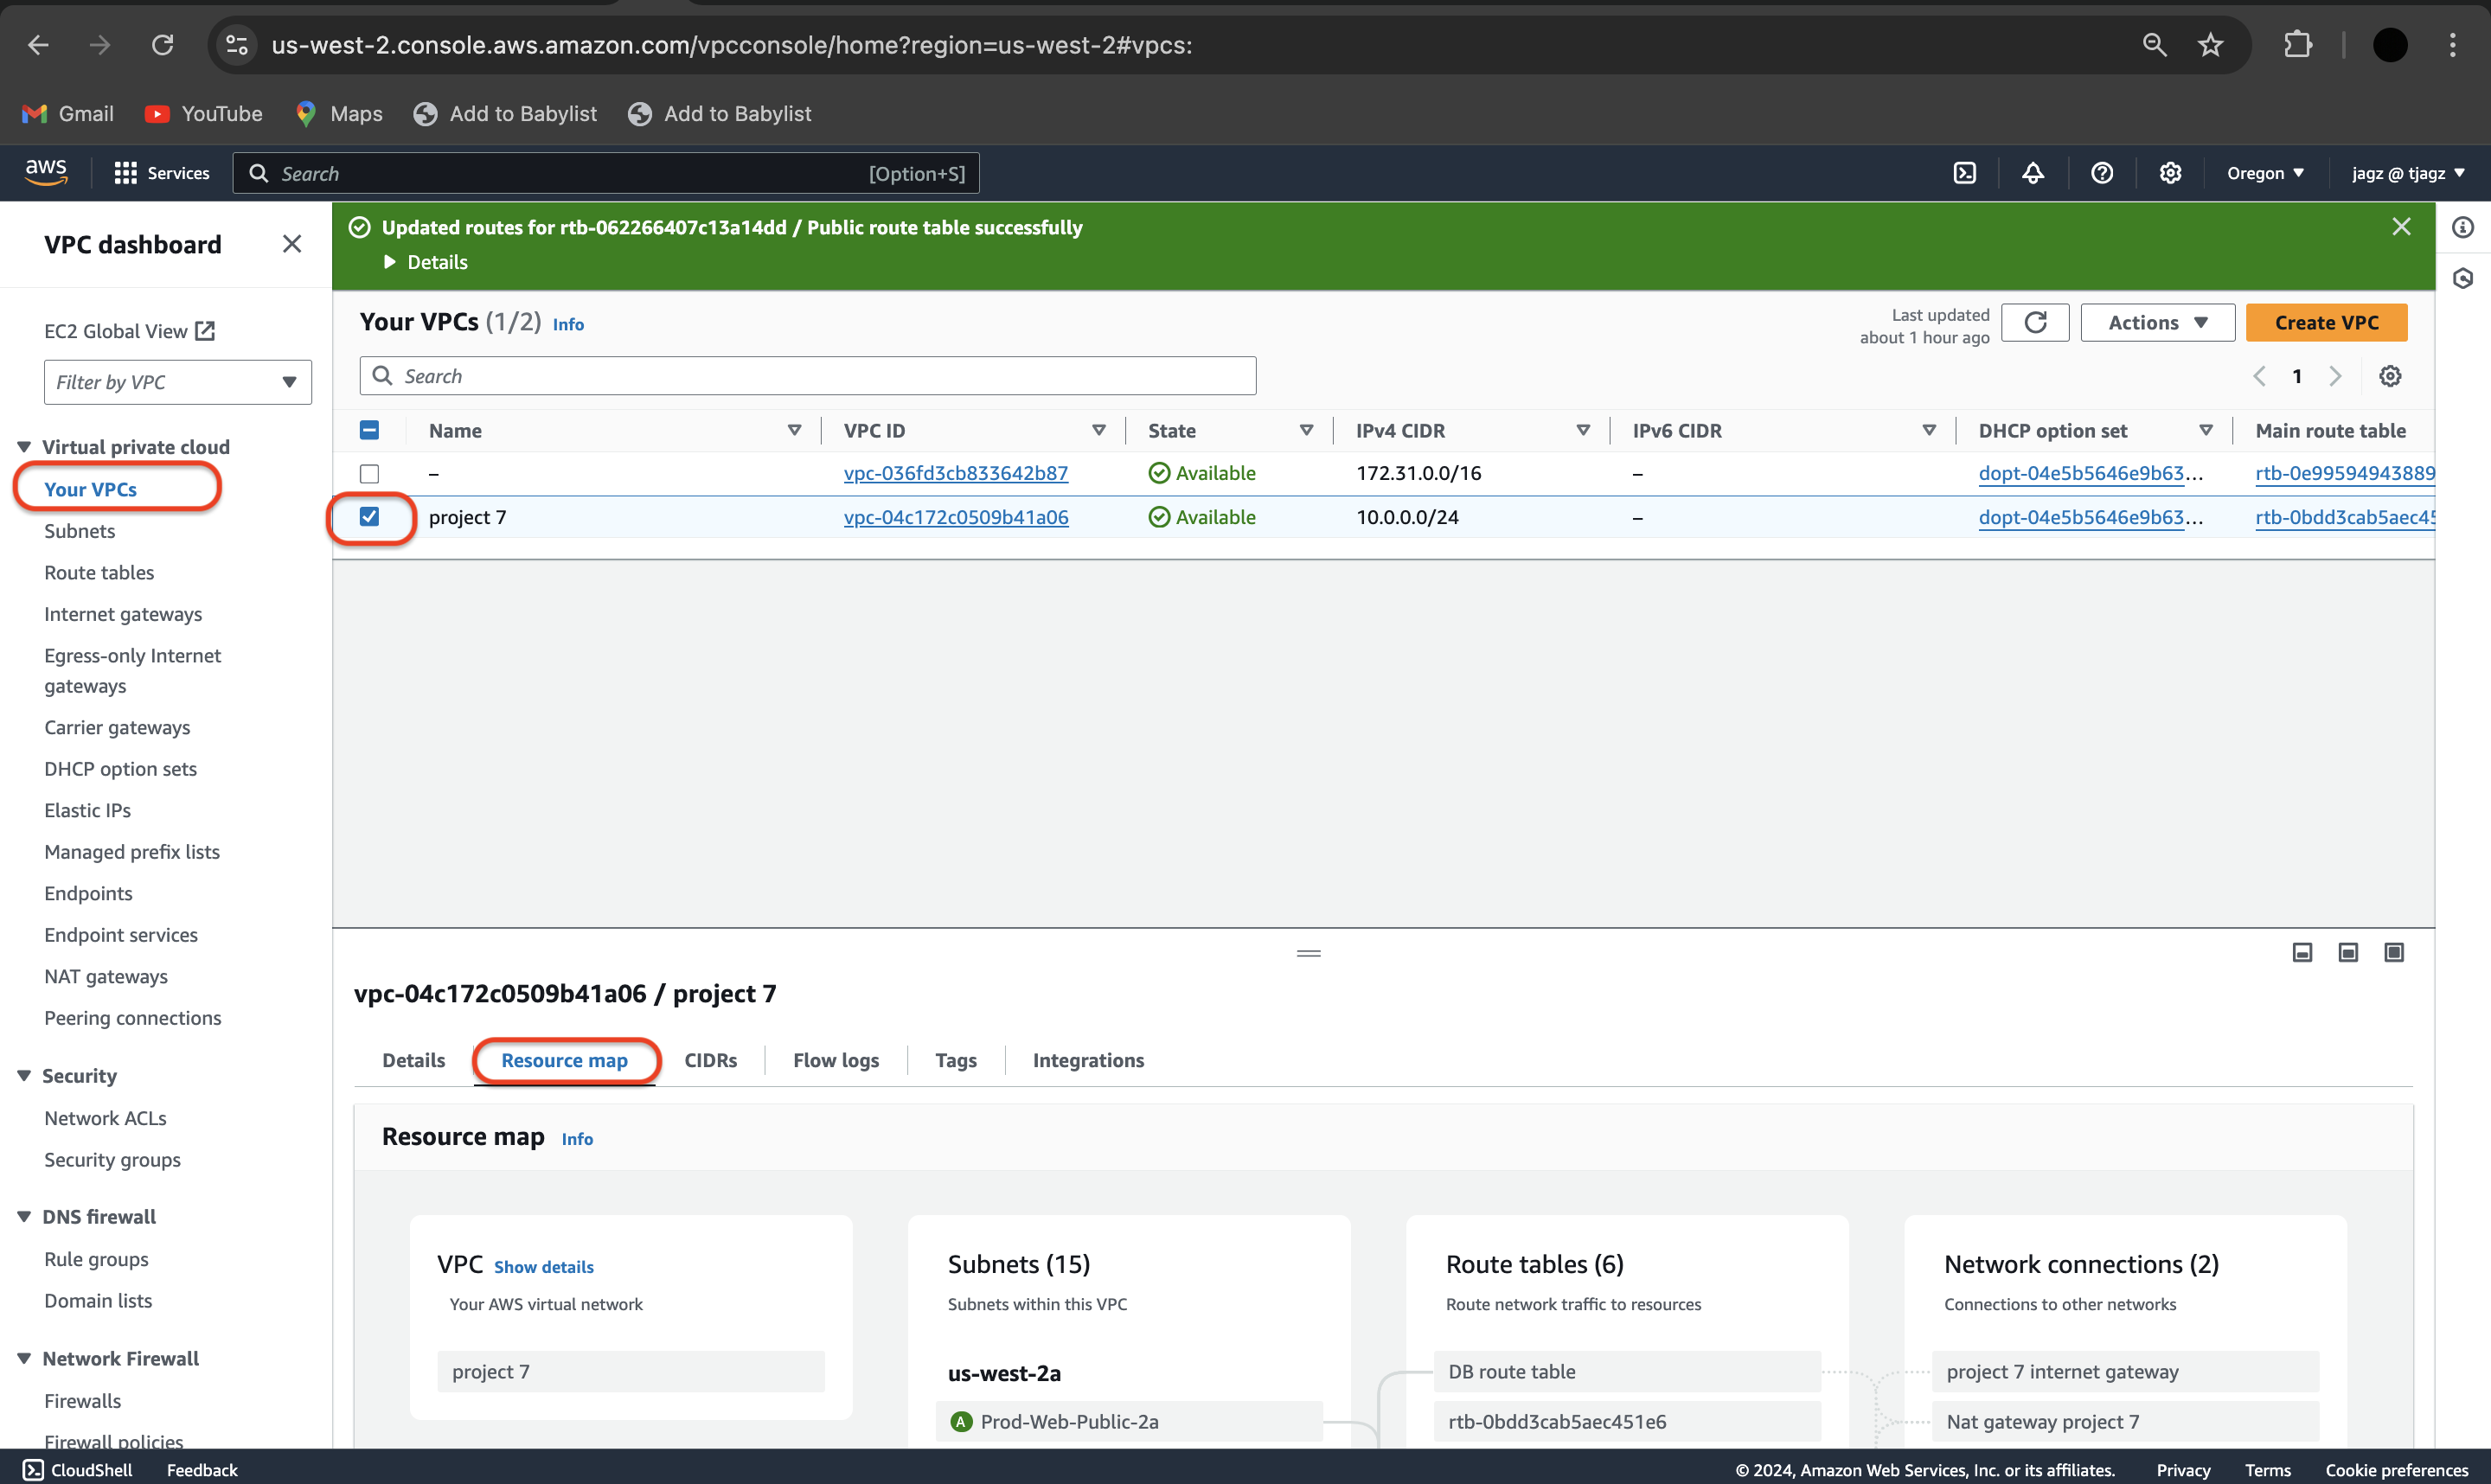 us-west-2.console.aws.amazon.com/vpcconsole/home?region=us-west-2#vpcs:
Gmail YouTube Maps Add to Babylist Add to Babylist
aws Services Search [Option+S] Oregon jagz @ tjagz
VPC dashboard
EC2 Global View
Filter by VPC
Virtual private cloud
Your VPCs
Subnets
Route tables
Internet gateways
Egress-only Internet
gateways
Carrier gateways
DHCP option sets
Elastic IPs
Managed prefix lists
Endpoints
Endpoint services
NAT gateways
Peering connections
Security
Network ACLs
Security groups
DNS firewall
Rule groups
Domain lists
Network Firewall
Firewalls
Firewall policies
Updated routes for rtb-062266407c13a14dd / Public route table successfully
Details
Your VPCs (1/2) Info
Last updated
about 1 hour ago
Actions
Create VPC
Search
1
Name VPC ID State IPv4 CIDR IPv6 CIDR DHCP option set Main route table
– vpc-036fd3cb833642b87 Available 172.31.0.0/16 – dopt-04e5b5646e9b63... rtb-0e99594943889
project 7 vpc-04c172c0509b41a06 Available 10.0.0.0/24 – dopt-04e5b5646e9b63... rtb-0bdd3cab5aec45
vpc-04c172c0509b41a06 / project 7
Details Resource map CIDRs Flow logs Tags Integrations
Resource map Info
VPC Show details
Your AWS virtual network
project 7
Subnets (15)
Subnets within this VPC
us-west-2a
A Prod-Web-Public-2a
Route tables (6)
Route network traffic to resources
DB route table
rtb-0bdd3cab5aec451e6
Network connections (2)
Connections to other networks
project 7 internet gateway
Nat gateway project 7
CloudShell Feedback © 2024, Amazon Web Services, Inc. or its affiliates. Privacy Terms Cookie preferences